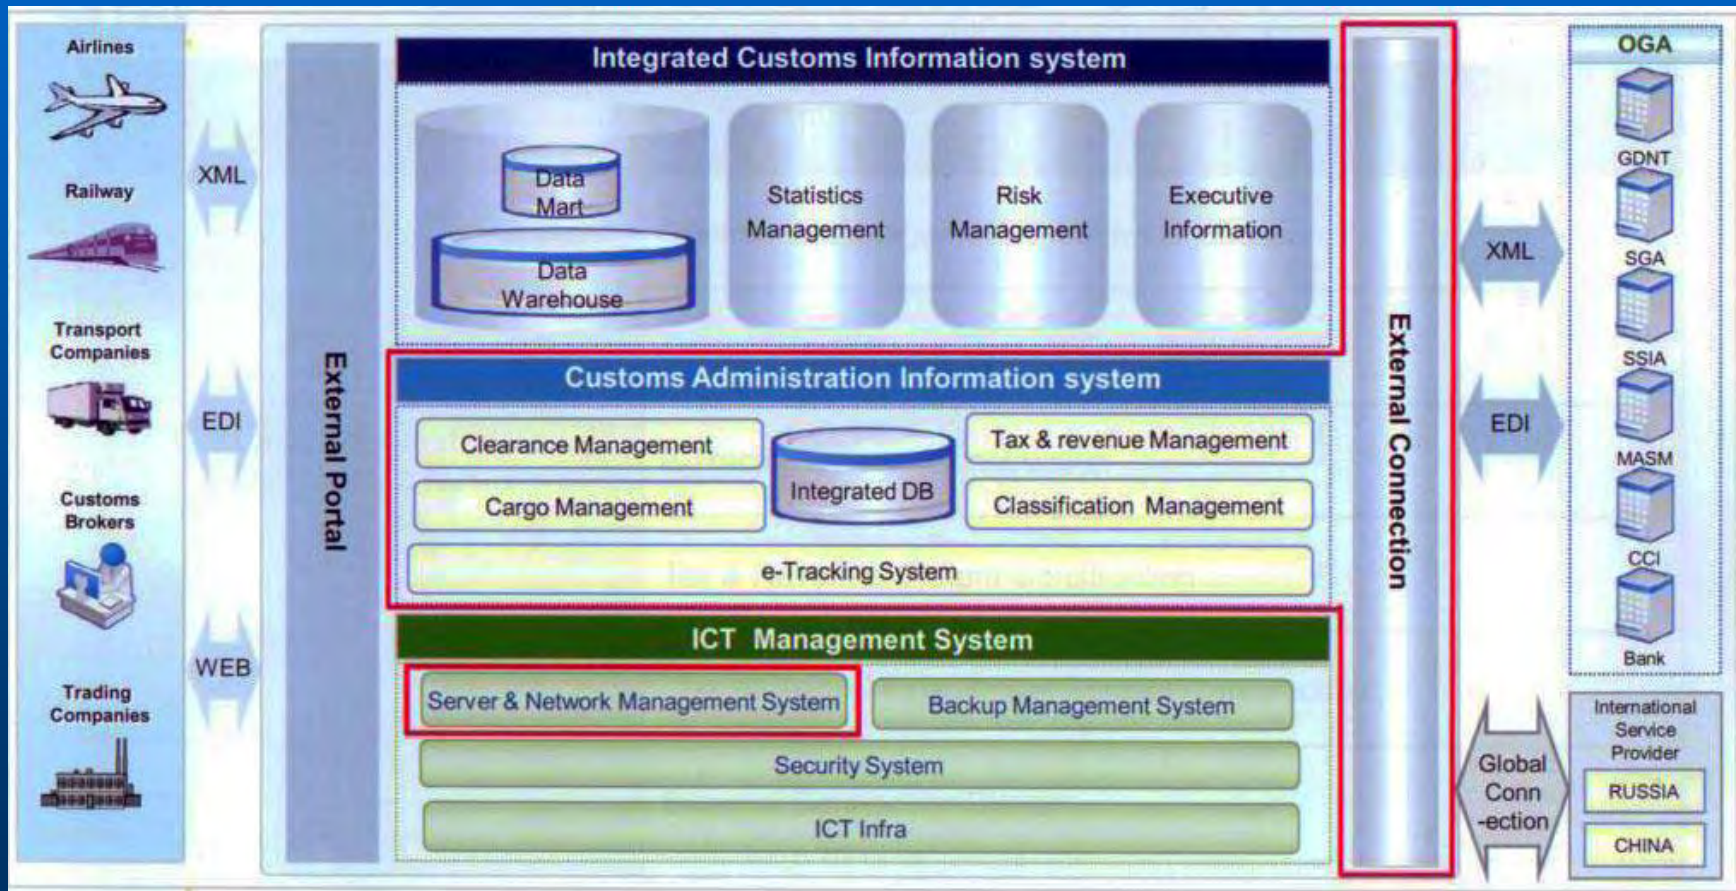 Airlines
Railway
Transport
Companies
Customs
Brokers
Trading
Companies
XML
EDI
WEB
External Portal
Integrated Customs Information system
Data
Mart
Data
Warehouse
Statistics
Management
Risk
Management
Executive
Information
Customs Administration Information system
Clearance Management
Cargo Management
Integrated DB
Tax & revenue Management
Classification Management
e-Tracking System
ICT Management System
Server & Network Management System
Backup Management System
Security System
ICT Infra
External Connection
XML
EDI
Global
Conn
-ection
OGA
GDNT
SGA
SSIA
MASM
CCI
Bank
International
Service
Provider
RUSSIA
CHINA